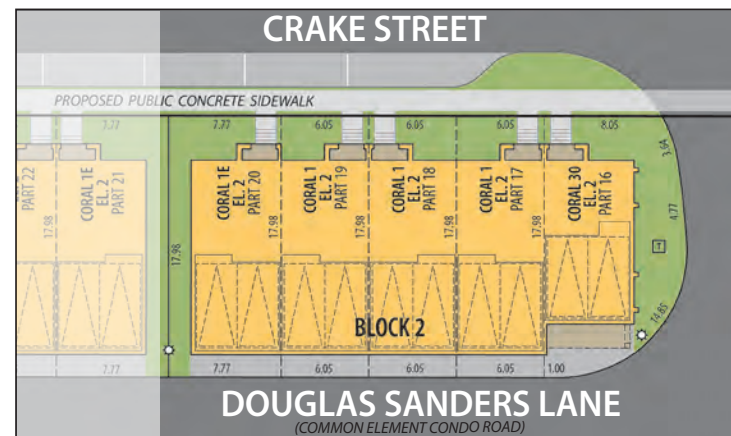 CRAKE STREET
PROPOSED PUBLIC CONCRETE SIDEWALK
7.77
7.77
6.05
6.05
6.05
8.05
3.64
4.77
14.85
PART 22
CORAL 1E
EL. 2
PART 21
CORAL 1E
EL. 2
PART 20
CORAL 1
EL. 2
PART 19
CORAL 1
EL. 2
PART 18
CORAL 1
EL. 2
PART 17
CORAL 30
EL. 2
PART 16
17.98
17.98
17.98
17.98
17.98
17.98
BLOCK 2
7.77
7.77
6.05
6.05
6.05
1.00
DOUGLAS SANDERS LANE
(COMMON ELEMENT CONDO ROAD)